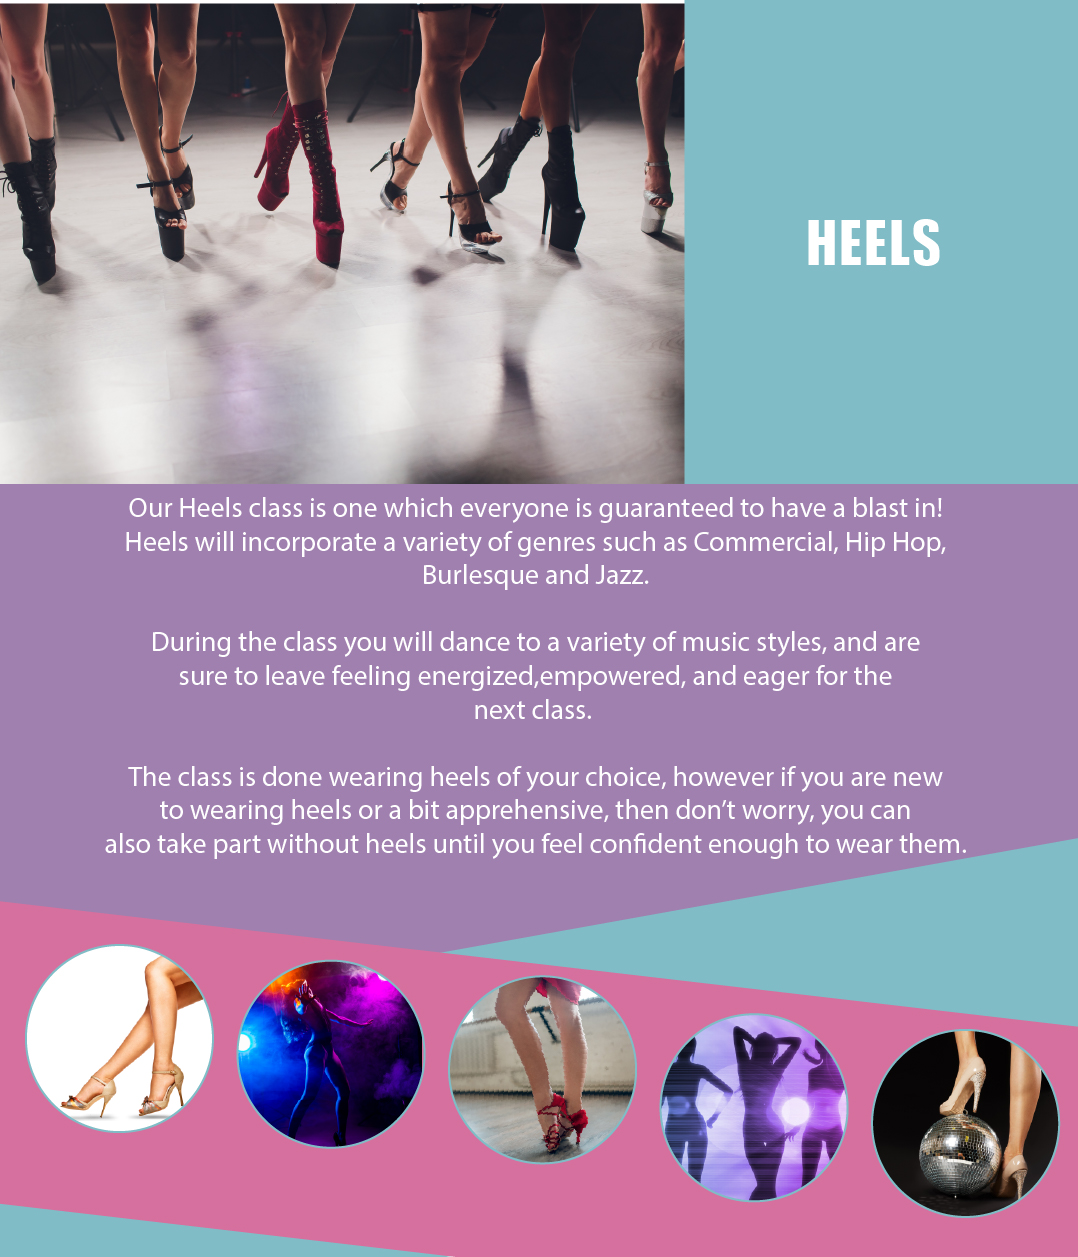 HEELS
Our Heels class is one which everyone is guaranteed to have a blast in!
Heels will incorporate a variety of genres such as Commercial, Hip Hop,
Burlesque and Jazz.
During the class you will dance to a variety of music styles, and are
sure to leave feeling energized,empowered, and eager for the
next class.
The class is done wearing heels of your choice, however if you are new
to wearing heels or a bit apprehensive, then don’t worry, you can
also take part without heels until you feel confident enough to wear them.